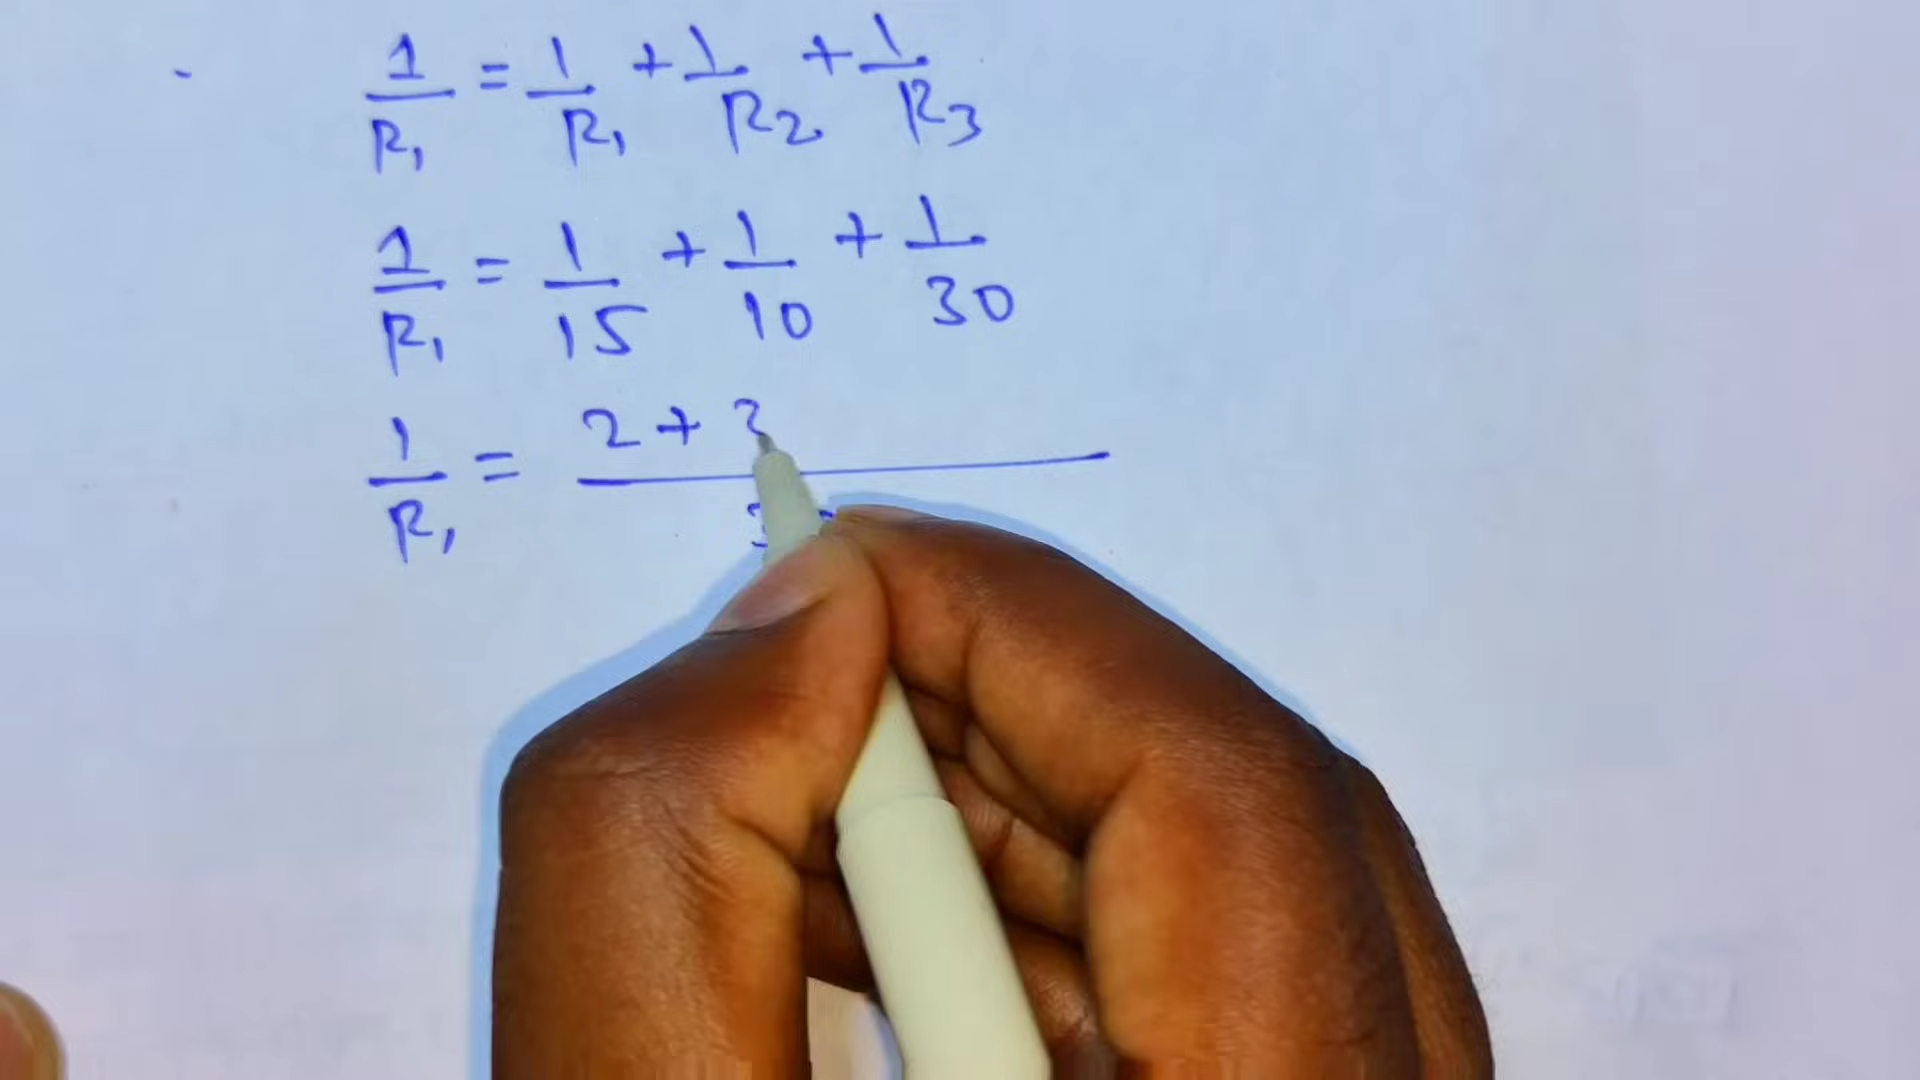 1/R₁ = 1/R₁ + 1/R₂ + 1/R₃
1/R₁ = 1/15 + 1/10 + 1/30
1/R₁ = 2 + 3